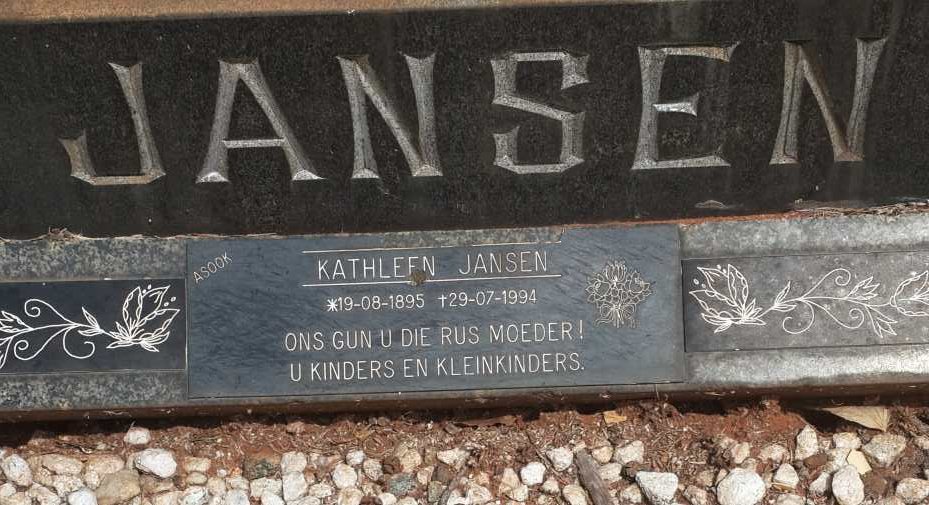 JANSEN
ASOOK
KATHLEEN JANSEN
*19-08-1895 †29-07-1994
ONS GUN U DIE RUS MOEDER!
U KINDERS EN KLEINKINDERS.